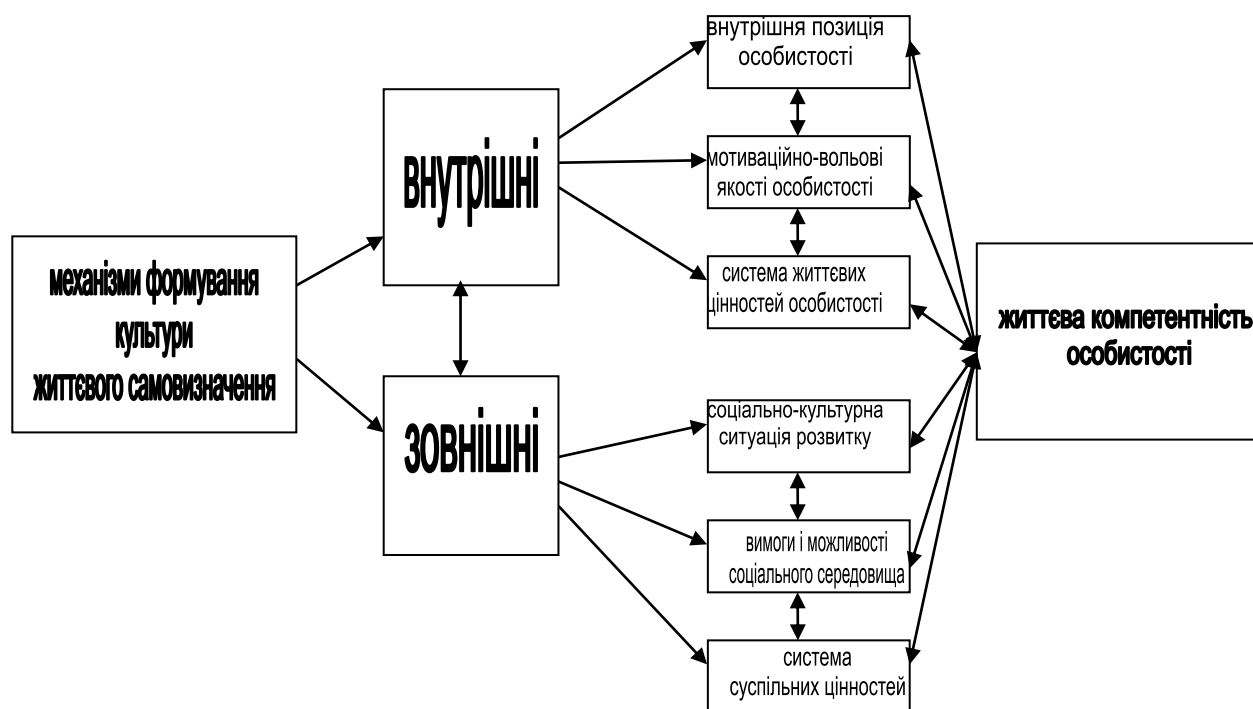 механізми формування
культури
життєвого самовизначення
внутрішні
зовнішні
внутрішня позиція
особистості
мотиваційно-вольові
якості особистості
система життєвих
цінностей особистості
соціально-культурна
ситуація розвитку
вимоги і можливості
соціального середовища
система
суспільних цінностей
життєва компетентність
особистості